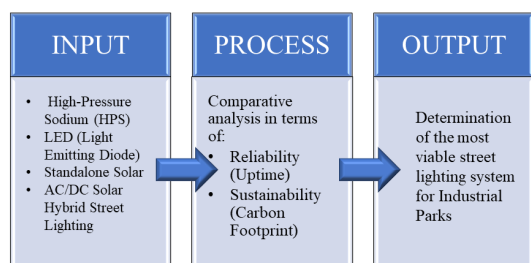 INPUT
• High-Pressure
Sodium (HPS)
• LED (Light
Emitting Diode)
• Standalone Solar
• AC/DC Solar
Hybrid Street
Lighting
PROCESS
Comparative
analysis in terms
of:
• Reliability
(Uptime)
• Sustainability
(Carbon
Footprint)
OUTPUT
Determination
of the most
viable street
lighting system
for Industrial
Parks